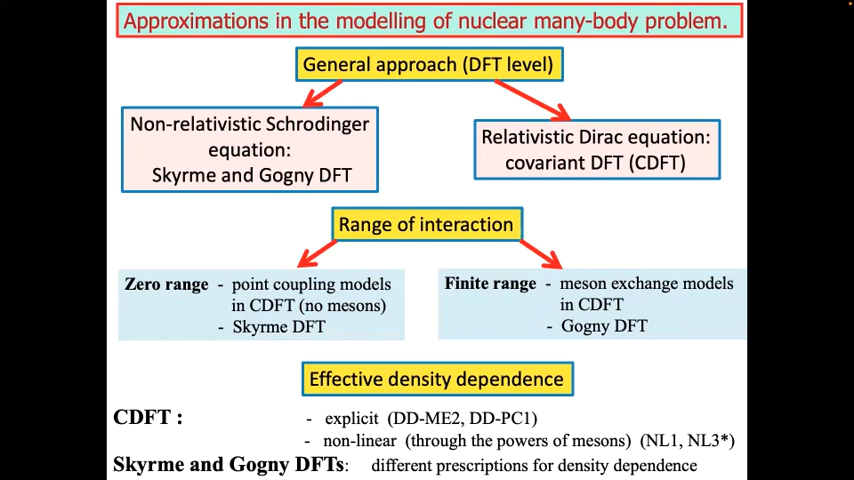 Approximations in the modelling of nuclear many-body problem.
General approach (DFT level)
Non-relativistic Schrodinger
equation:
Skyrme and Gogny DFT
Relativistic Dirac equation:
covariant DFT (CDFT)
Range of interaction
Zero range - point coupling models
in CDFT (no mesons)
- Skyrme DFT
Finite range - meson exchange models
in CDFT
- Gogny DFT
Effective density dependence
CDFT : - explicit (DD-ME2, DD-PC1)
- non-linear (through the powers of mesons) (NL1, NL3*)
Skyrme and Gogny DFTs: different prescriptions for density dependence